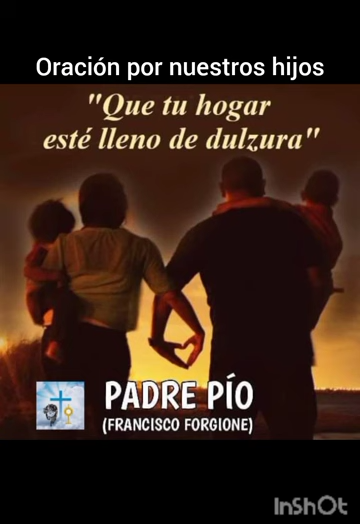 Oración por nuestros hijos
"Que tu hogar
esté lleno de dulzura"
PADRE PÍO
(FRANCISCO FORGIONE)
InShOt